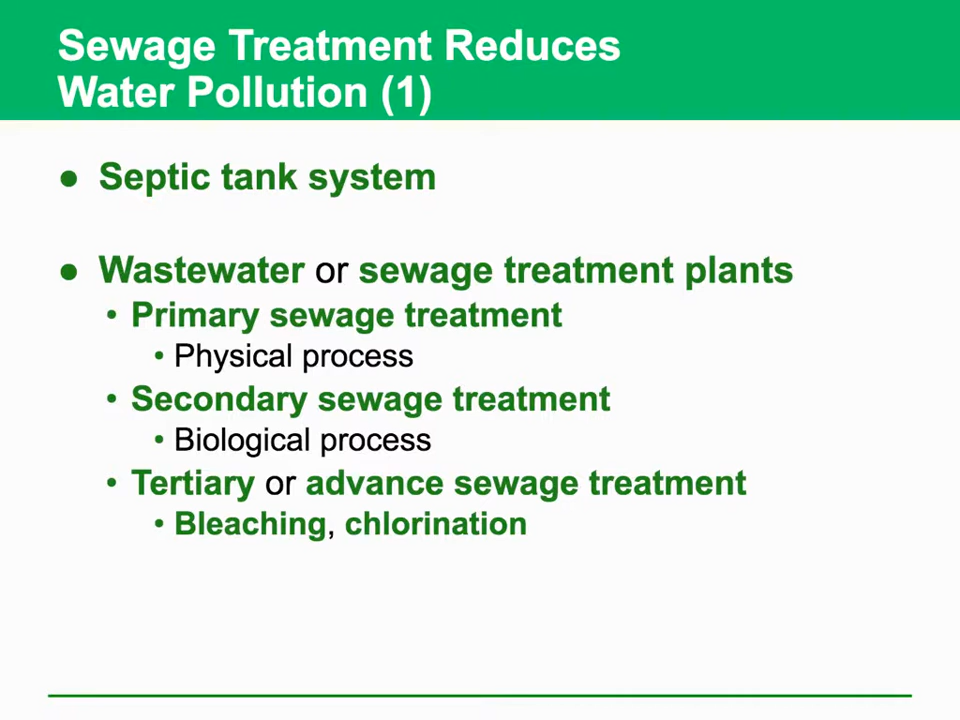 Sewage Treatment Reduces
Water Pollution (1)
● Septic tank system
● Wastewater or sewage treatment plants
• Primary sewage treatment
• Physical process
• Secondary sewage treatment
• Biological process
• Tertiary or advance sewage treatment
• Bleaching, chlorination